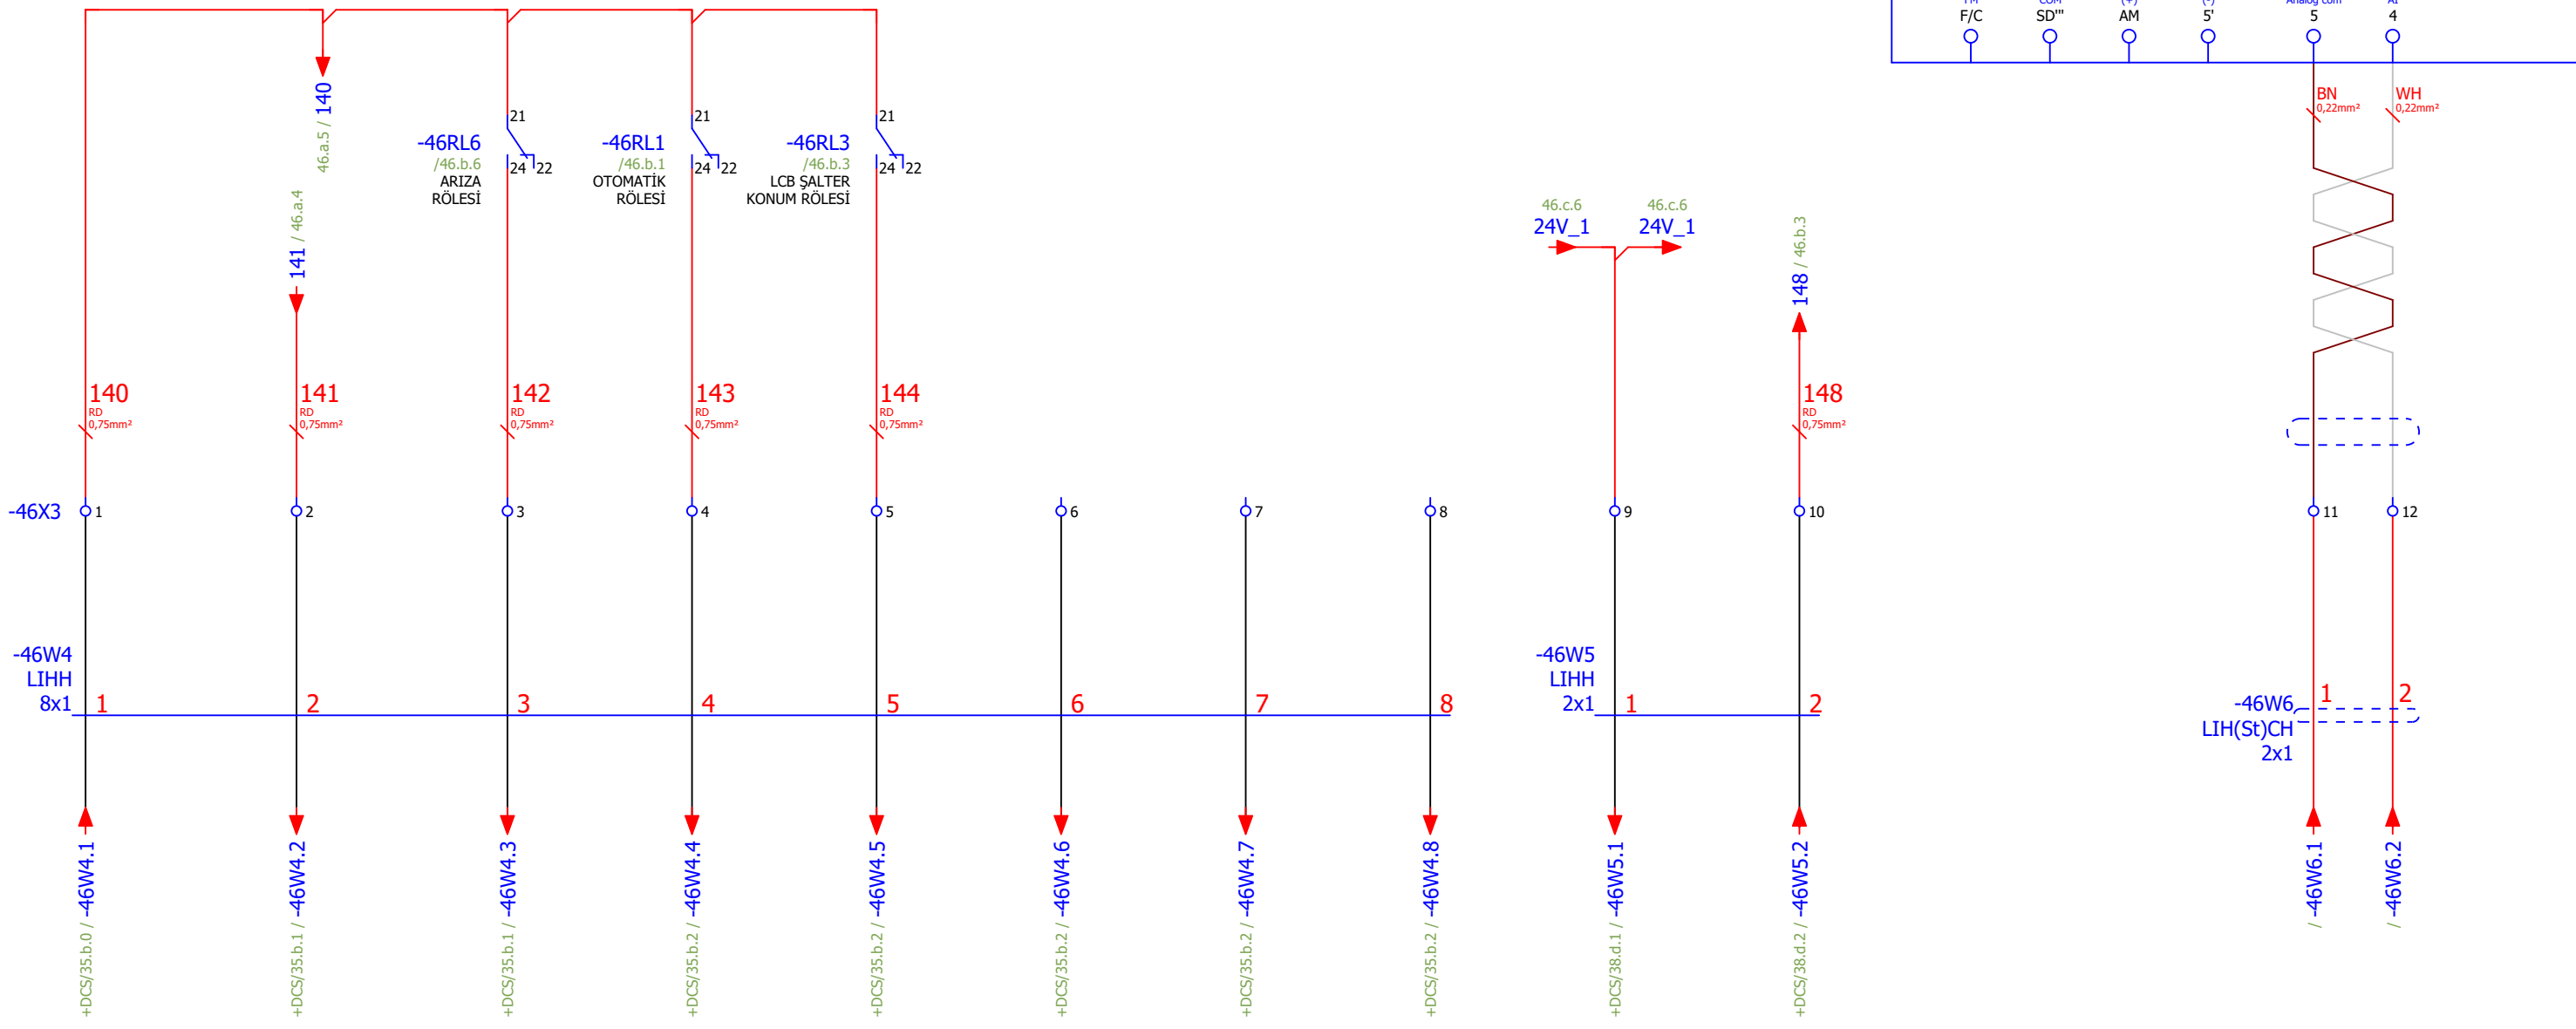 FM
COM
(+)
(-)
Analog com
AI
F/C
SD'''
AM
5'
5
4
BN
0,22mm²
WH
0,22mm²
46.a.5 / 140
141 / 46.a.4
21
-46RL6
/46.b.6
24
22
ARIZA
RÖLESİ
21
-46RL1
/46.b.1
24
22
OTOMATİK
RÖLESİ
21
-46RL3
/46.b.3
24
22
LCB ŞALTER
KONUM RÖLESİ
46.c.6
24V_1
46.c.6
24V_1
148 / 46.b.3
140
RD
0,75mm²
141
RD
0,75mm²
142
RD
0,75mm²
143
RD
0,75mm²
144
RD
0,75mm²
148
RD
0,75mm²
-46X3
1
2
3
4
5
6
7
8
9
10
11
12
-46W4
LIHH
8x1
1
2
3
4
5
6
7
8
-46W5
LIHH
2x1
1
2
-46W6
LIH(St)CH
2x1
1
2
+DCS/35.b.0 / -46W4.1
+DCS/35.b.1 / -46W4.2
+DCS/35.b.1 / -46W4.3
+DCS/35.b.2 / -46W4.4
+DCS/35.b.2 / -46W4.5
+DCS/35.b.2 / -46W4.6
+DCS/35.b.2 / -46W4.7
+DCS/35.b.2 / -46W4.8
+DCS/38.d.1 / -46W5.1
+DCS/38.d.2 / -46W5.2
/ -46W6.1
/ -46W6.2